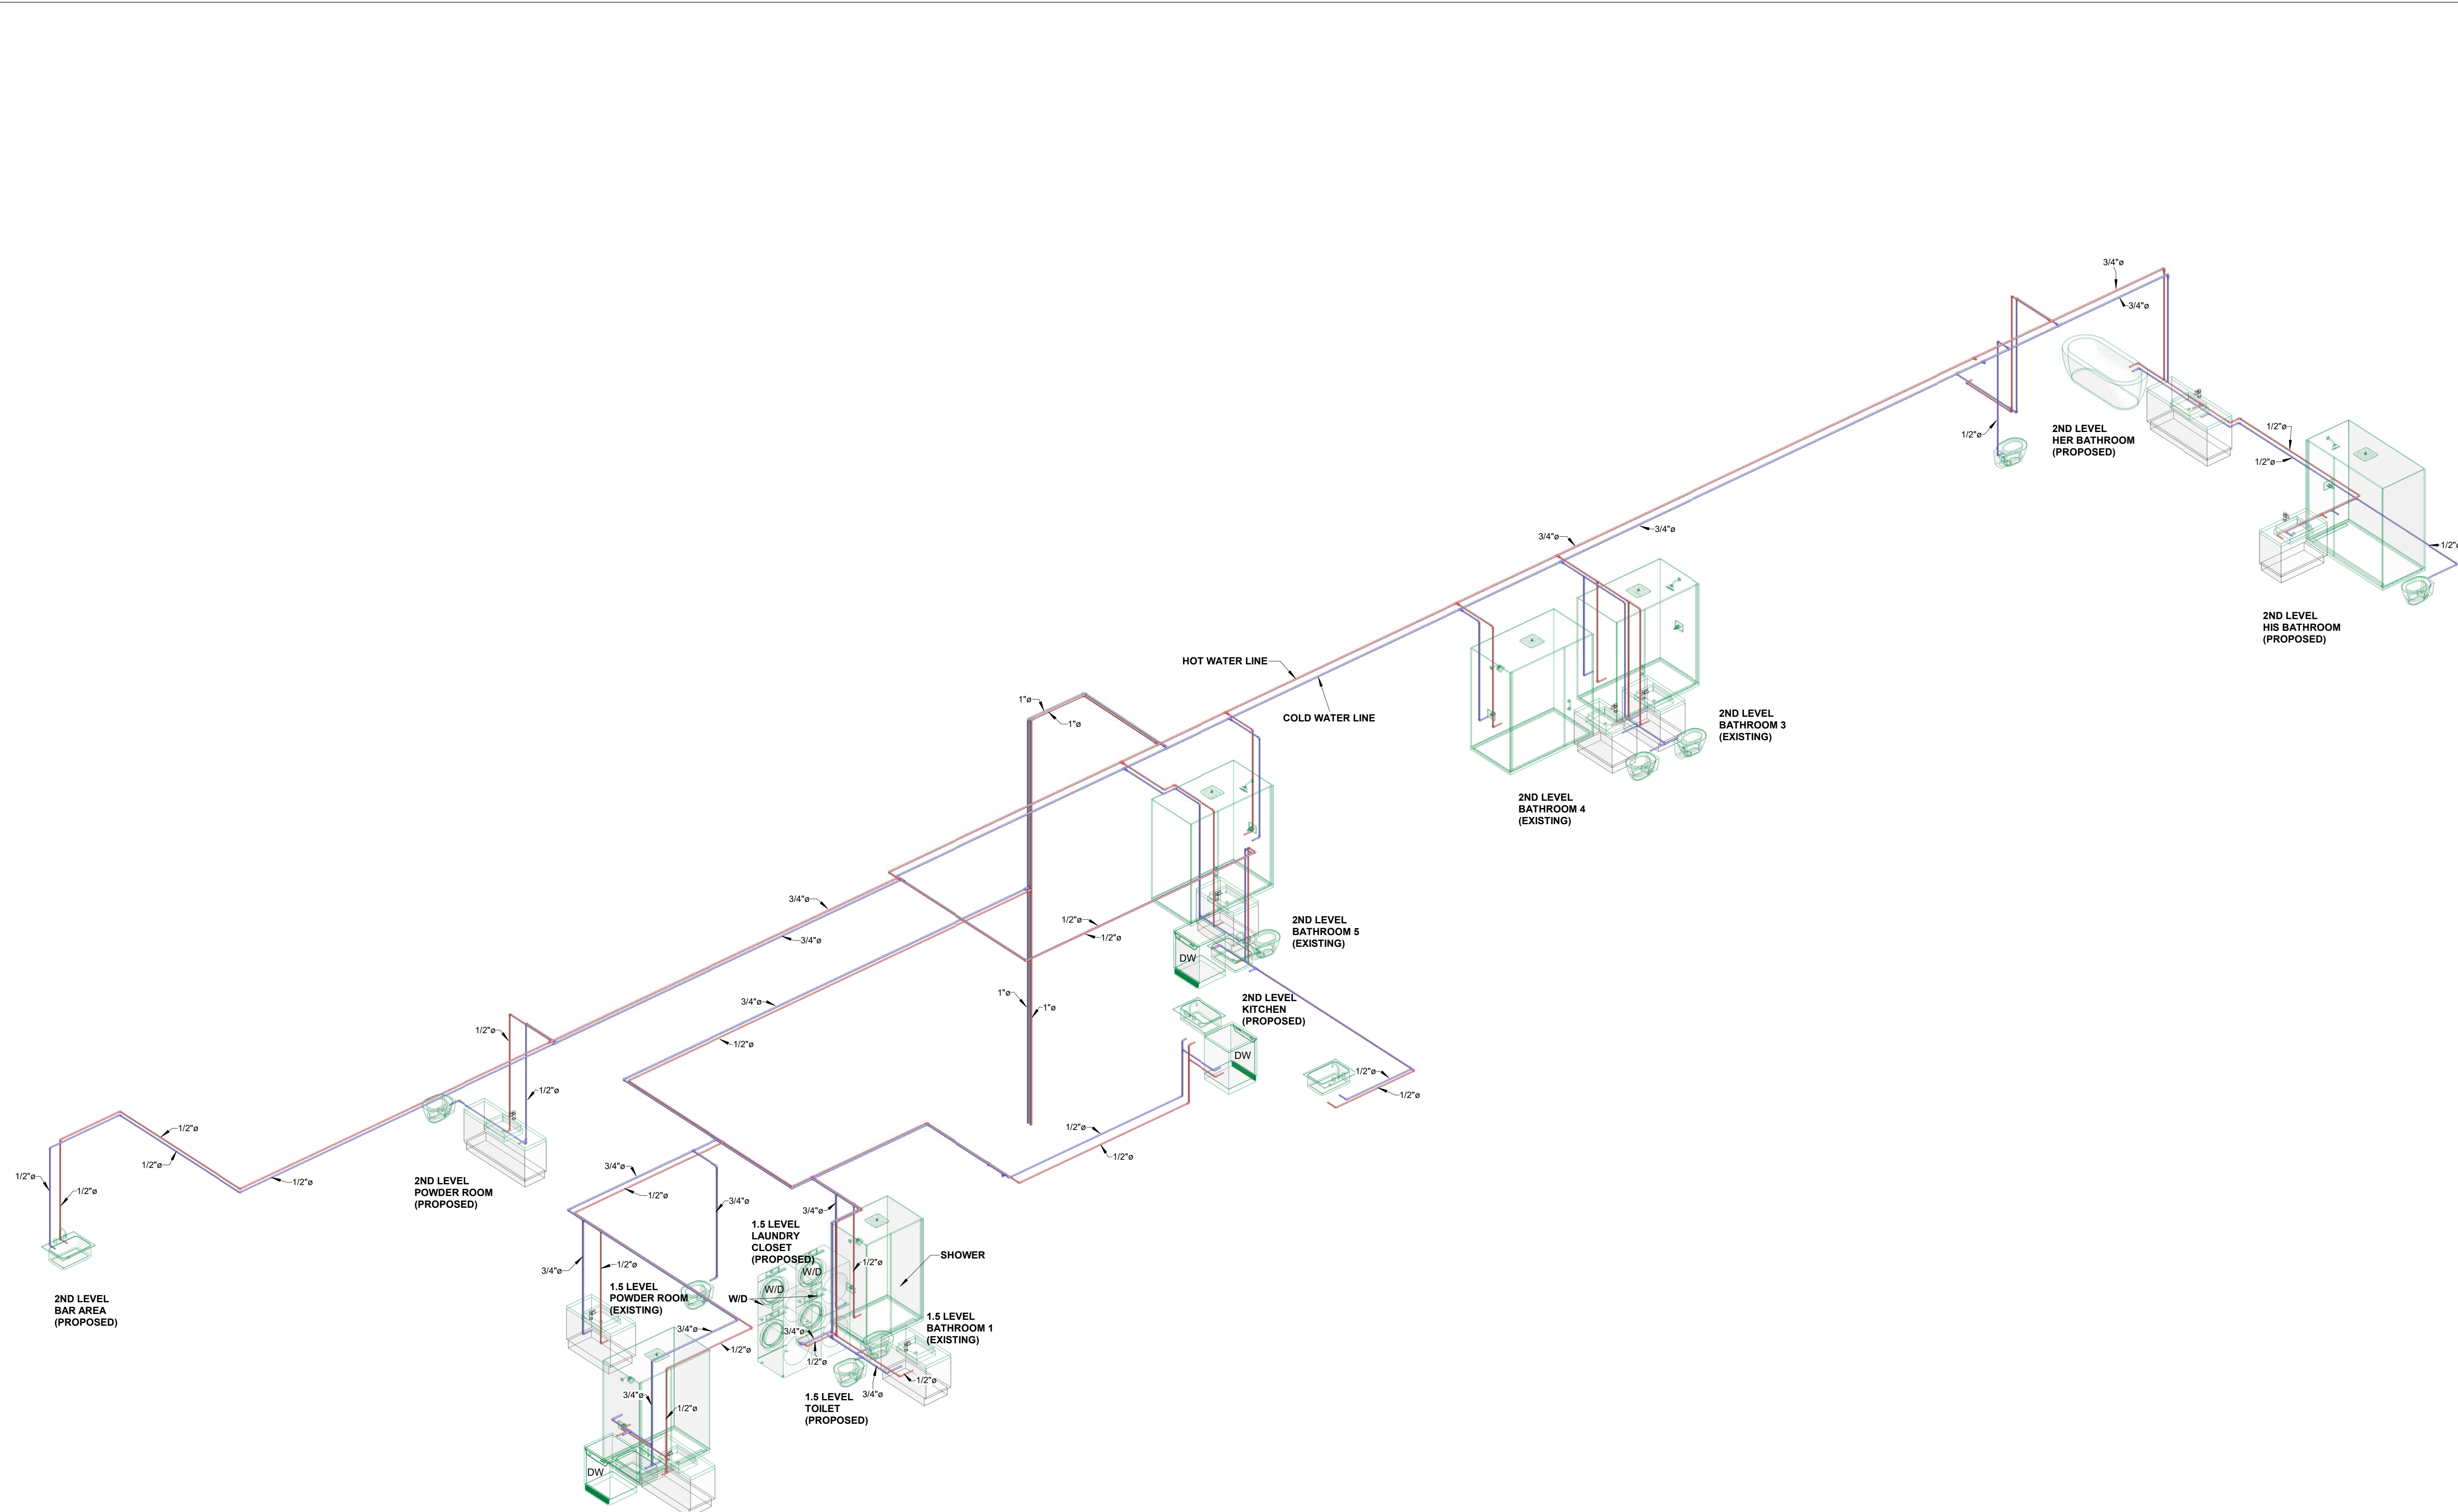 3/4"ø
3/4"ø
1/2"ø
2ND LEVEL
HER BATHROOM
(PROPOSED)
1/2"ø
1/2"ø
1/2"ø
2ND LEVEL
HIS BATHROOM
(PROPOSED)
3/4"ø
3/4"ø
HOT WATER LINE
COLD WATER LINE
1"ø
1"ø
2ND LEVEL
BATHROOM 3
(EXISTING)
2ND LEVEL
BATHROOM 4
(EXISTING)
3/4"ø
3/4"ø
1/2"ø
1/2"ø
2ND LEVEL
BATHROOM 5
(EXISTING)
DW
3/4"ø
1/2"ø
1"ø
1"ø
2ND LEVEL
KITCHEN
(PROPOSED)
DW
1/2"ø
1/2"ø
1/2"ø
1/2"ø
1/2"ø
1/2"ø
1/2"ø
1/2"ø
1/2"ø
1/2"ø
1/2"ø
2ND LEVEL
POWDER ROOM
(PROPOSED)
2ND LEVEL
BAR AREA
(PROPOSED)
3/4"ø
1/2"ø
3/4"ø
3/4"ø
1/2"ø
1.5 LEVEL
POWDER ROOM
(EXISTING)
3/4"ø
1.5 LEVEL
LAUNDRY
CLOSET
(PROPOSED)
W/D
W/D
W/D
1/2"ø
SHOWER
1.5 LEVEL
BATHROOM 1
(EXISTING)
3/4"ø
1/2"ø
3/4"ø
1/2"ø
3/4"ø
1/2"ø
1.5 LEVEL
TOILET
(PROPOSED)
3/4"ø
1/2"ø
DW